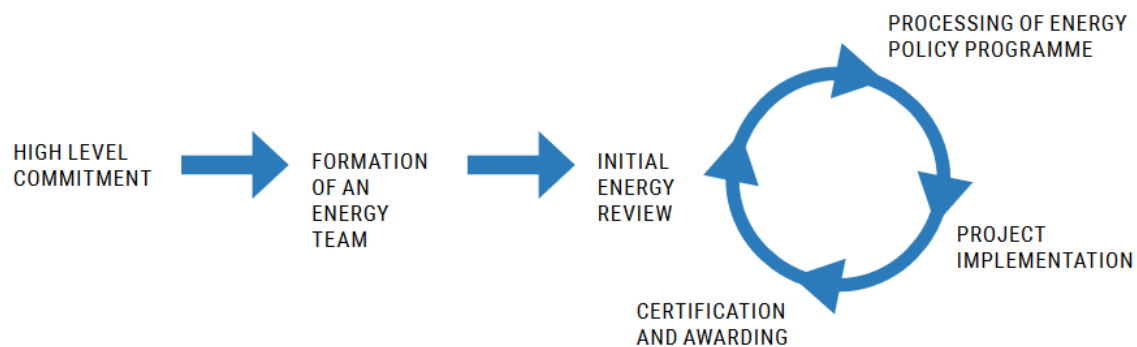 HIGH LEVEL
COMMITMENT
FORMATION
OF AN
ENERGY
TEAM
INITIAL
ENERGY
REVIEW
PROCESSING OF ENERGY
POLICY PROGRAMME
PROJECT
IMPLEMENTATION
CERTIFICATION
AND AWARDING